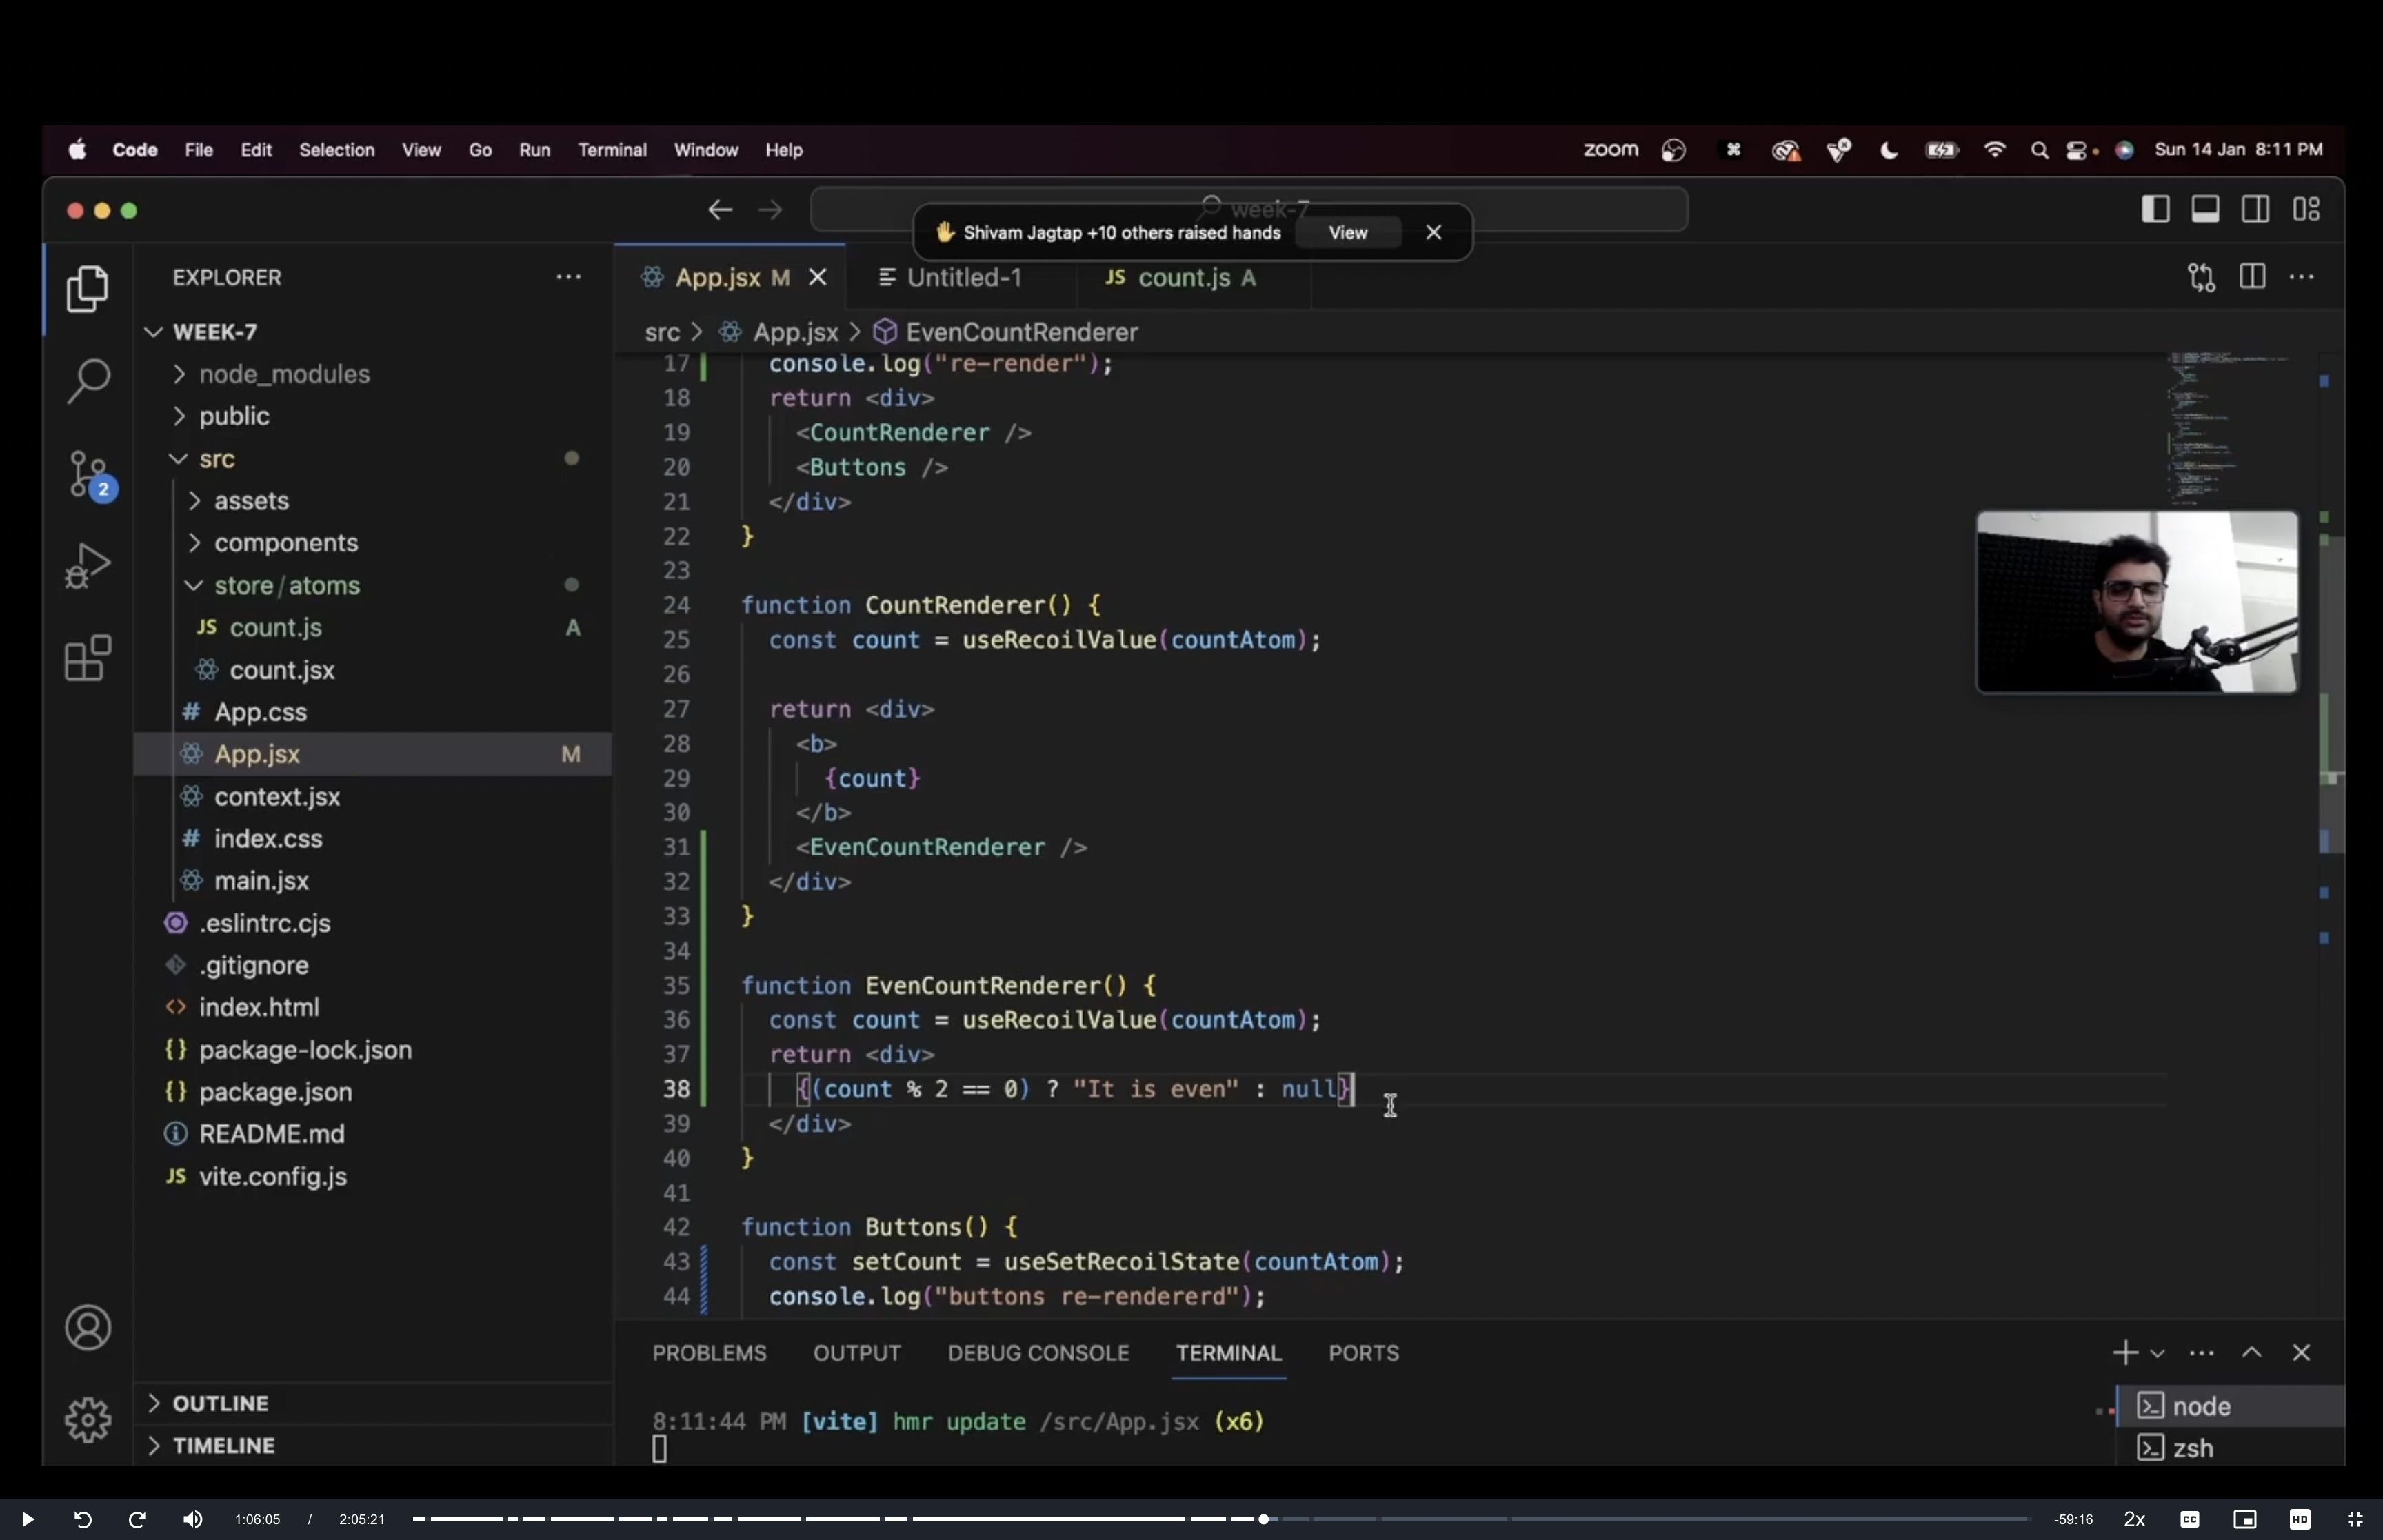 Code File Edit Selection View Go Run Terminal Window Help zoom Sun 14 Jan 8:11 PM
week-7
Shivam Jagtap +10 others raised hands View
EXPLORER
WEEK-7
node_modules
public
src
assets
components
store/atoms
JS count.js A
count.jsx
# App.css
App.jsx M
context.jsx
# index.css
main.jsx
.eslintrc.cjs
.gitignore
<> index.html
{} package-lock.json
{} package.json
README.md
JS vite.config.js
OUTLINE
TIMELINE
2
App.jsx M Untitled-1 JS count.js A
src > App.jsx > EvenCountRenderer
17 console.log("re-render");
18 return <div>
19 <CountRenderer />
20 <Buttons />
21 </div>
22 }
23
24 function CountRenderer() {
25 const count = useRecoilValue(countAtom);
26
27 return <div>
28 <b>
29 {count}
30 </b>
31 <EvenCountRenderer />
32 </div>
33 }
34
35 function EvenCountRenderer() {
36 const count = useRecoilValue(countAtom);
37 return <div>
38 {(count % 2 == 0) ? "It is even" : null}
39 </div>
40 }
41
42 function Buttons() {
43 const setCount = useSetRecoilState(countAtom);
44 console.log("buttons re-rendererd");
PROBLEMS OUTPUT DEBUG CONSOLE TERMINAL PORTS
8:11:44 PM [vite] hmr update /src/App.jsx (x6)
node
zsh
1:06:05 / 2:05:21 -59:16 2x CC HD